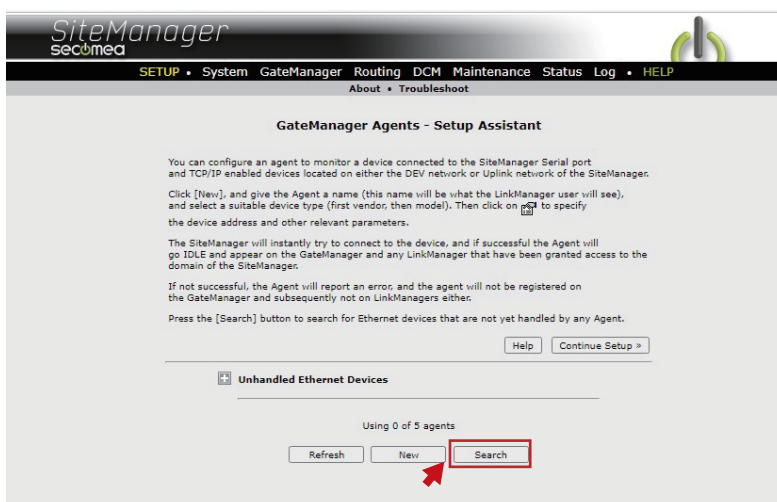 SiteManager
secomea
SETUP • System GateManager Routing DCM Maintenance Status Log • HELP
About • Troubleshoot
GateManager Agents - Setup Assistant
You can configure an agent to monitor a device connected to the SiteManager Serial port
and TCP/IP enabled devices located on either the DEV network or Uplink network of the SiteManager.
Click [New], and give the Agent a name (this name will be what the LinkManager user will see),
and select a suitable device type (first vendor, then model). Then click on to specify
the device address and other relevant parameters.
The SiteManager will instantly try to connect to the device, and if successful the Agent will
go IDLE and appear on the GateManager and any LinkManager that have been granted access to the
domain of the SiteManager.
If not successful, the Agent will report an error, and the agent will not be registered on
the GateManager and subsequently not on LinkManagers either.
Press the [Search] button to search for Ethernet devices that are not yet handled by any Agent.
Help Continue Setup »
Unhandled Ethernet Devices
Using 0 of 5 agents
Refresh New Search